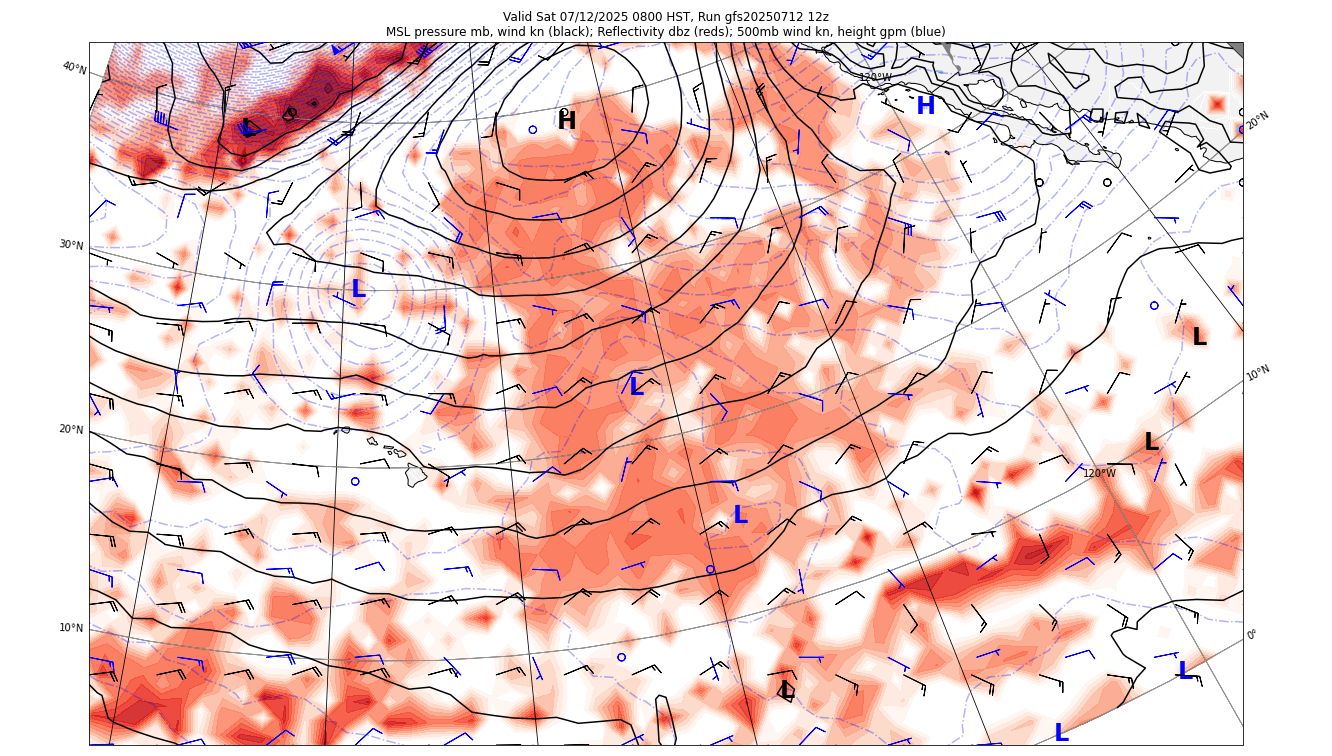 Valid Sat 07/12/2025 0800 HST, Run gfs20250712 12z
MSL pressure mb, wind kn (black); Reflectivity dbz (reds); 500mb wind kn, height gpm (blue)
40°N
120°W
H
20°N
L
H
30°N
L
L
10°N
L
20°N
L
120°W
L
10°N
0°
L
L
L